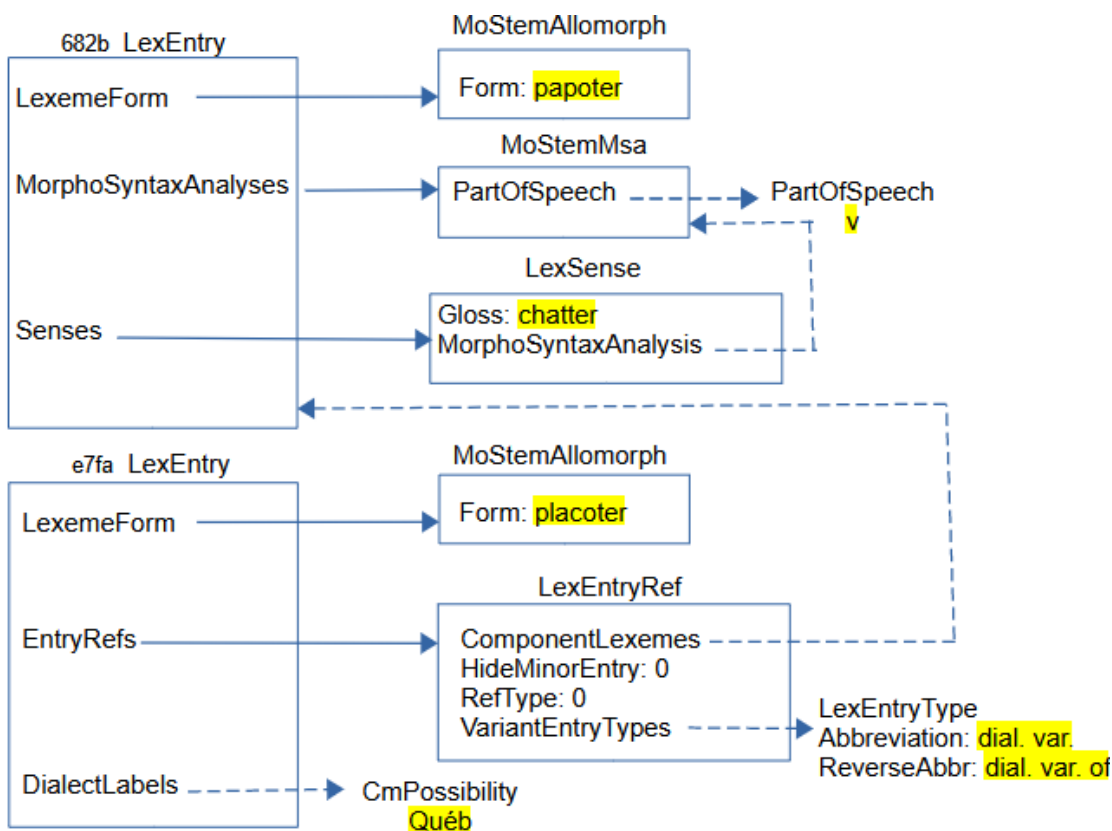 MoStemAllomorph
682b LexEntry
LexemeForm
Form: papoter
MoStemMsa
MorphoSyntaxAnalyses
PartOfSpeech
PartOfSpeech
v
LexSense
Senses
Gloss: chatter
MorphoSyntaxAnalysis
e7fa LexEntry
MoStemAllomorph
LexemeForm
Form: placoter
LexEntryRef
EntryRefs
ComponentLexemes
HideMinorEntry: 0
RefType: 0
VariantEntryTypes
LexEntryType
Abbreviation: dial. var.
ReverseAbbr: dial. var. of
DialectLabels
CmPossibility
Québ